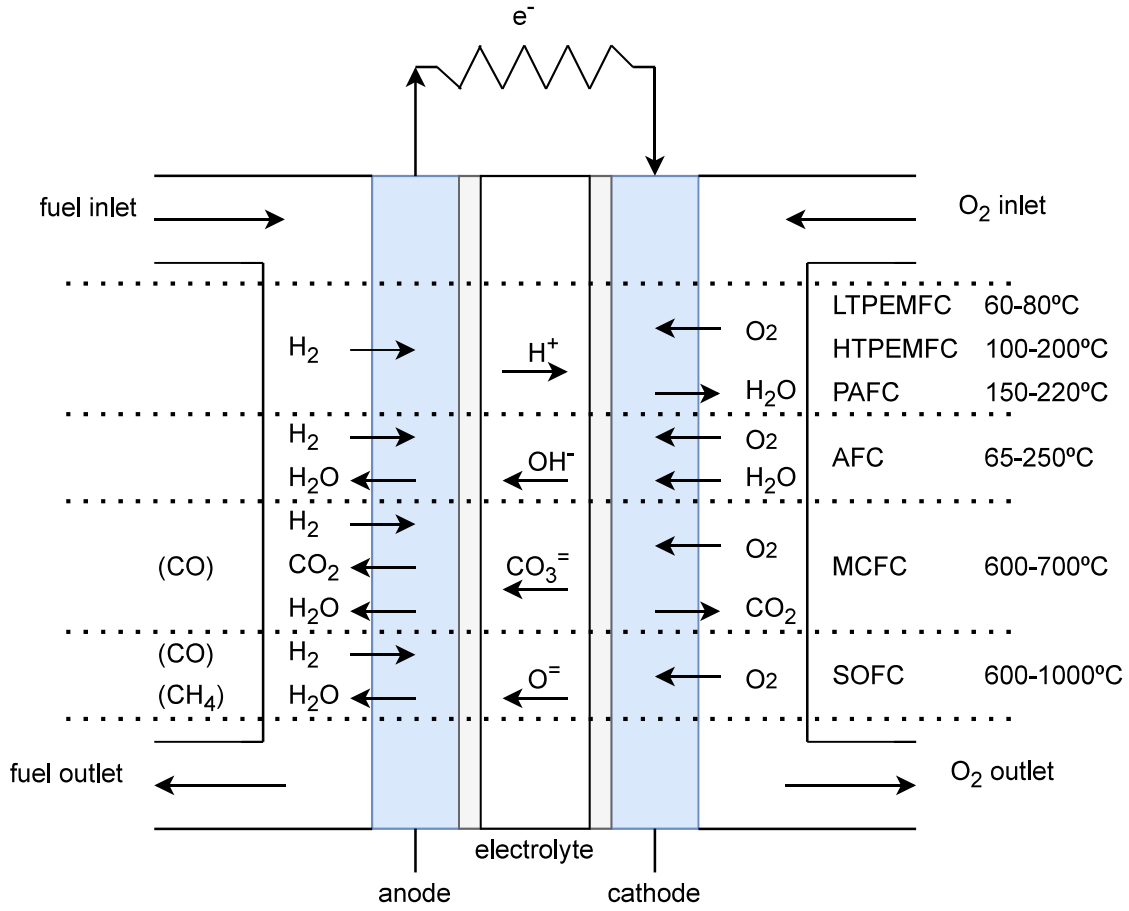 e⁻
fuel inlet
O₂ inlet
LTPEMFC 60-80ºC
H₂ H⁺ O2 HTPEMFC 100-200ºC
H₂O PAFC 150-220ºC
H₂ O2
OH⁻ AFC 65-250ºC
H₂O H₂O
H₂
O2
(CO) CO₂ CO₃⁼ MCFC 600-700ºC
H₂O CO₂
(CO) H₂
O⁼ O2 SOFC 600-1000ºC
(CH₄) H₂O
fuel outlet
O₂ outlet
electrolyte
anode cathode